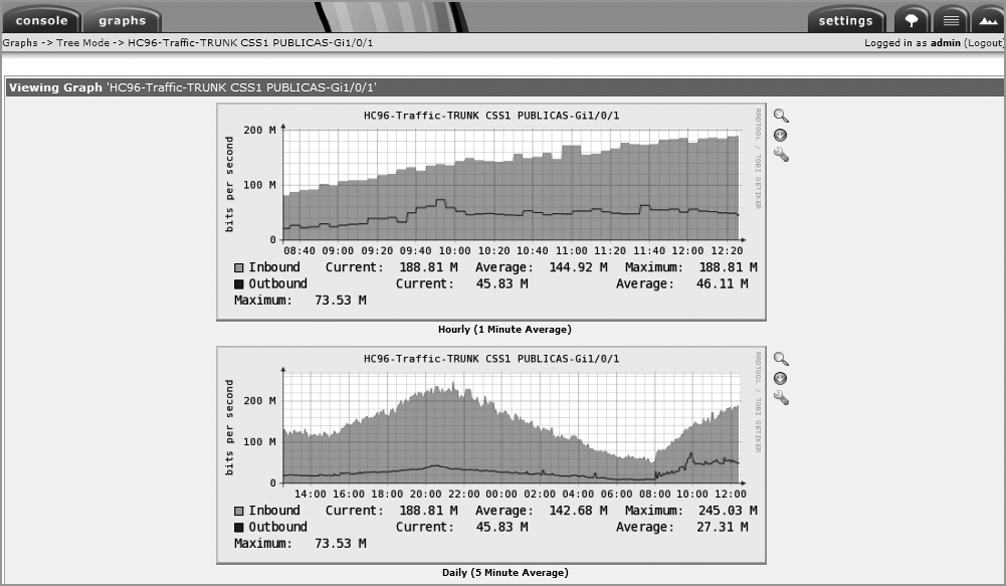 console graphs settings
Graphs -> Tree Mode -> HC96-Traffic-TRUNK CSS1 PUBLICAS-Gi1/0/1 Logged in as admin (Logout)
Viewing Graph 'HC96-Traffic-TRUNK CSS1 PUBLICAS-Gi1/0/1'
HC96-Traffic-TRUNK CSS1 PUBLICAS-Gi1/0/1
RRDTOOL / TOBI OETIKER
bits per second
200 M
100 M
0
08:40 09:00 09:20 09:40 10:00 10:20 10:40 11:00 11:20 11:40 12:00 12:20
Inbound Current: 188.81 M Average: 144.92 M Maximum: 188.81 M
Outbound Current: 45.83 M Average: 46.11 M
Maximum: 73.53 M
Hourly (1 Minute Average)
HC96-Traffic-TRUNK CSS1 PUBLICAS-Gi1/0/1
RRDTOOL / TOBI OETIKER
bits per second
200 M
100 M
0
14:00 16:00 18:00 20:00 22:00 00:00 02:00 04:00 06:00 08:00 10:00 12:00
Inbound Current: 188.81 M Average: 142.68 M Maximum: 245.03 M
Outbound Current: 45.83 M Average: 27.31 M
Maximum: 73.53 M
Daily (5 Minute Average)